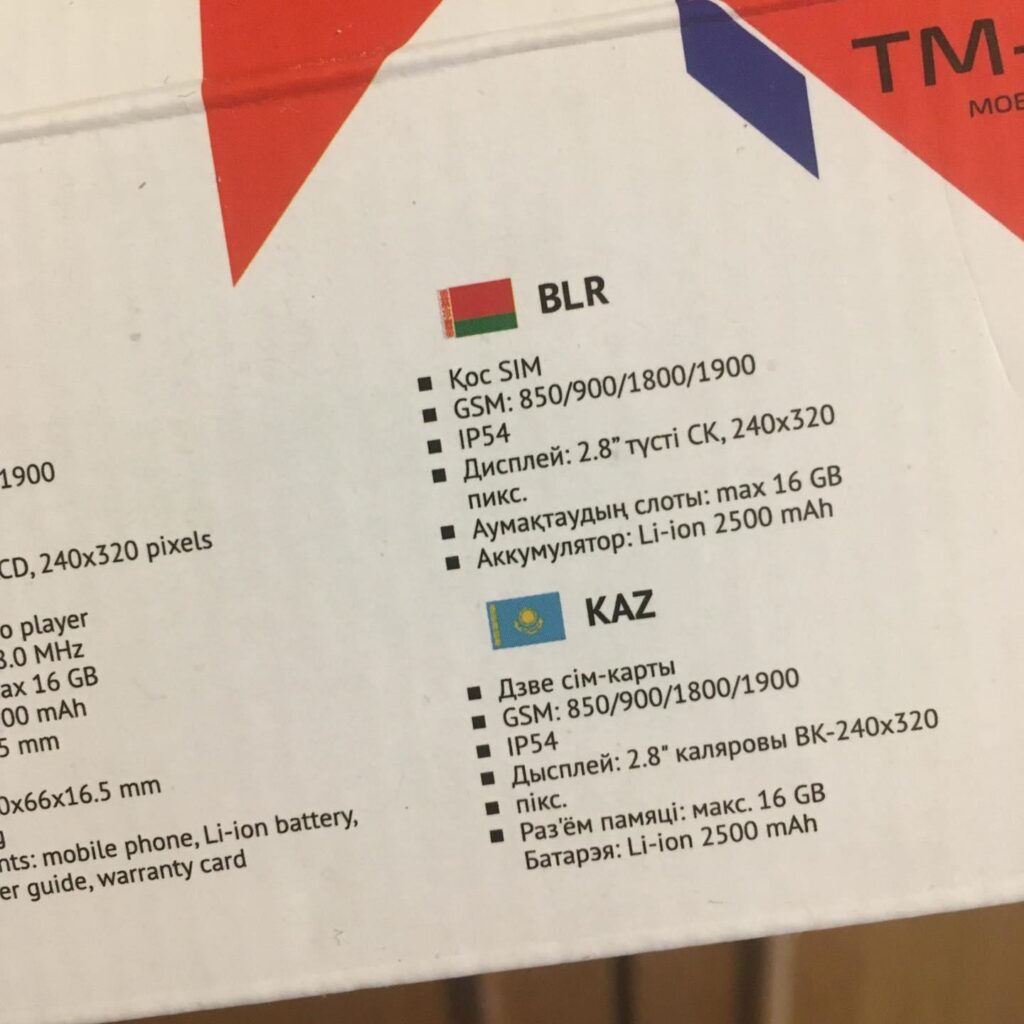 TM-
МОБ
1900
CD, 240x320 pixels
o player
8.0 MHz
ax 16 GB
00 mAh
5 mm
0x66x16.5 mm
g
nts: mobile phone, Li-ion battery,
er guide, warranty card
BLR
▪ Қос SIM
▪ GSM: 850/900/1800/1900
▪ IP54
▪ Дисплей: 2.8” түсті СК, 240x320
пикс.
▪ Аумақтаудың слоты: max 16 GB
▪ Аккумулятор: Li-ion 2500 mAh
KAZ
▪ Дзве сім-карты
▪ GSM: 850/900/1800/1900
▪ IP54
▪ Дысплей: 2.8" каляровы ВК-240x320
▪ пікс.
▪ Раз'ём памяці: макс. 16 GB
Батарэя: Li-ion 2500 mAh